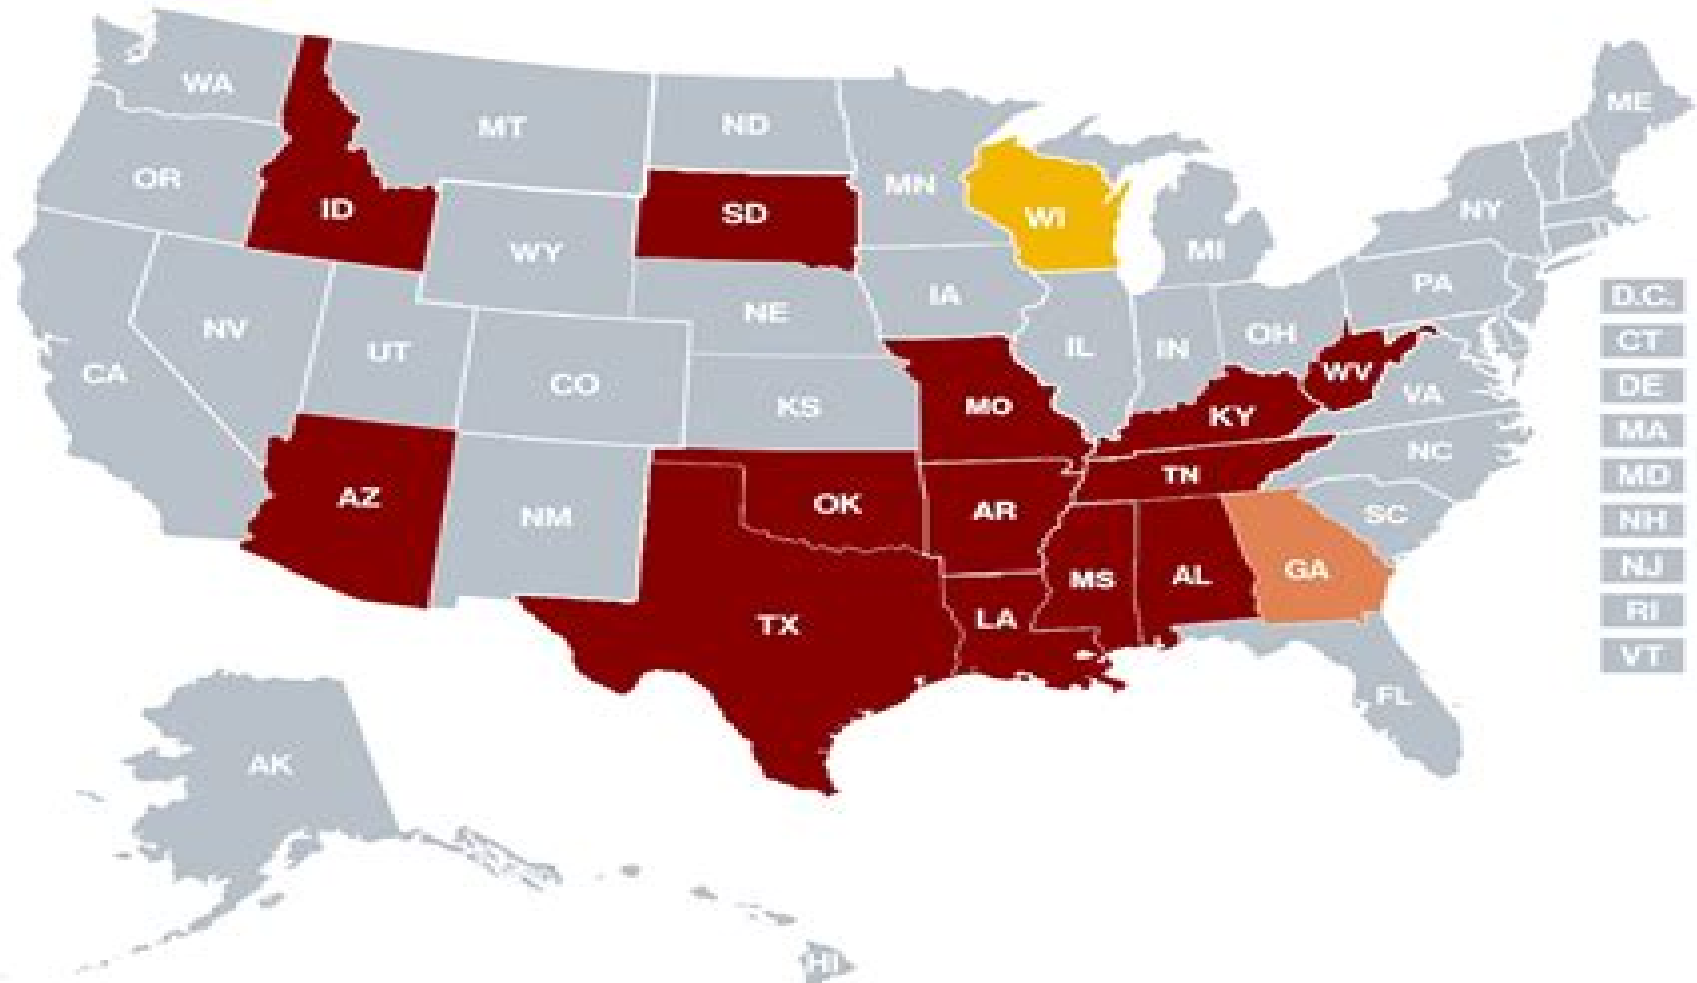 WA
MT
ND
MN
ME
OR
ID
SD
WI
NY
MI
WY
IA
PA
NE
D.C.
NV
UT
OH
IL
IN
CT
CA
CO
WV
KS
DE
VA
MO
KY
MA
NC
TN
MD
AZ
OK
AR
SC
NM
NH
MS
AL
GA
NJ
TX
LA
RI
VT
FL
AK
HI